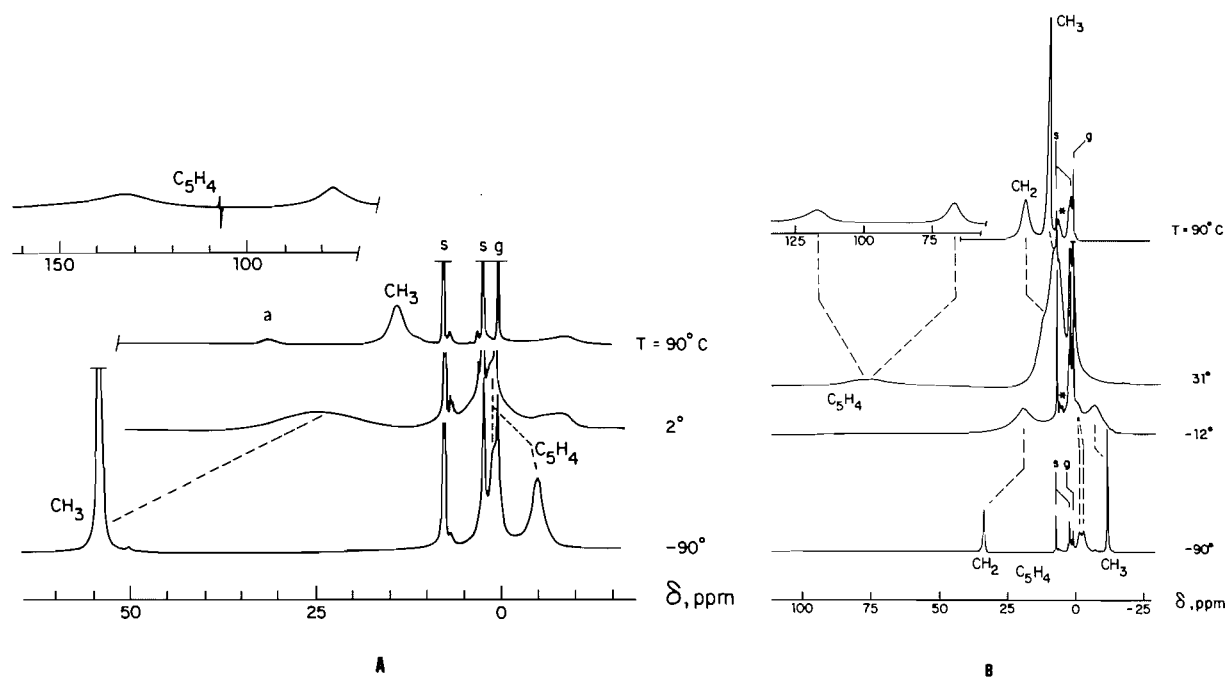 C5H4
150
100
s
s
g
CH3
a
T = 90° C
2°
C5H4
CH3
-90°
50
25
0
δ, ppm
A
CH3
s
g
CH2
*
T = 90°C
125
100
75
C5H4
31°
*
-12°
s
g
-90°
CH2
C5H4
CH3
100
75
50
25
0
-25
δ, ppm
B